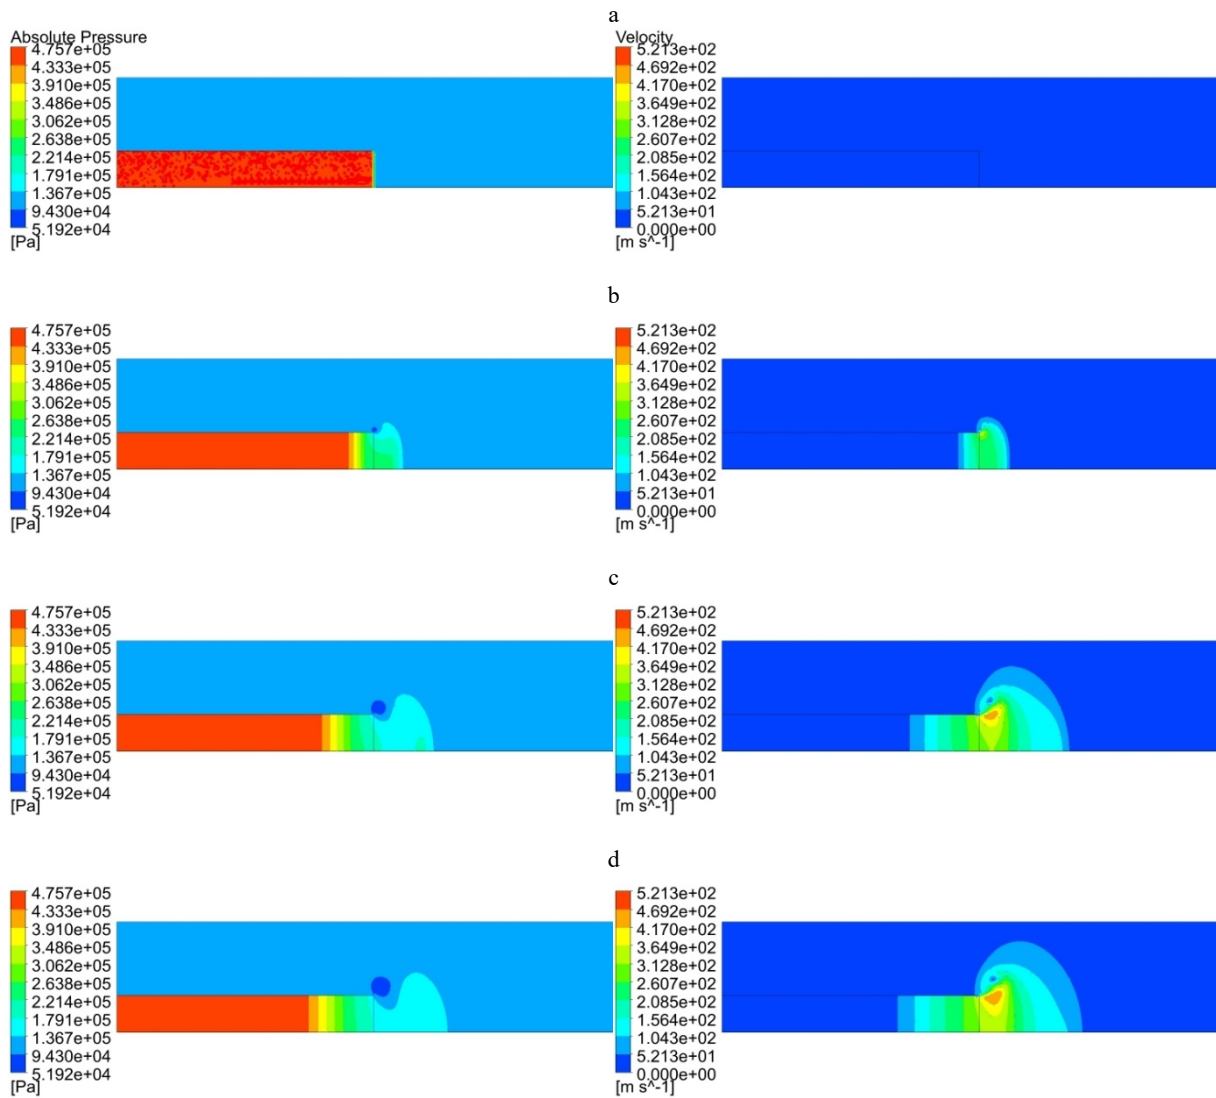 a
Absolute Pressure
4.757e+05
4.333e+05
3.910e+05
3.486e+05
3.062e+05
2.638e+05
2.214e+05
1.791e+05
1.367e+05
9.430e+04
5.192e+04
[Pa]
Velocity
5.213e+02
4.692e+02
4.170e+02
3.649e+02
3.128e+02
2.607e+02
2.085e+02
1.564e+02
1.043e+02
5.213e+01
0.000e+00
[m s^-1]
b
4.757e+05
4.333e+05
3.910e+05
3.486e+05
3.062e+05
2.638e+05
2.214e+05
1.791e+05
1.367e+05
9.430e+04
5.192e+04
[Pa]
5.213e+02
4.692e+02
4.170e+02
3.649e+02
3.128e+02
2.607e+02
2.085e+02
1.564e+02
1.043e+02
5.213e+01
0.000e+00
[m s^-1]
c
4.757e+05
4.333e+05
3.910e+05
3.486e+05
3.062e+05
2.638e+05
2.214e+05
1.791e+05
1.367e+05
9.430e+04
5.192e+04
[Pa]
5.213e+02
4.692e+02
4.170e+02
3.649e+02
3.128e+02
2.607e+02
2.085e+02
1.564e+02
1.043e+02
5.213e+01
0.000e+00
[m s^-1]
d
4.757e+05
4.333e+05
3.910e+05
3.486e+05
3.062e+05
2.638e+05
2.214e+05
1.791e+05
1.367e+05
9.430e+04
5.192e+04
[Pa]
5.213e+02
4.692e+02
4.170e+02
3.649e+02
3.128e+02
2.607e+02
2.085e+02
1.564e+02
1.043e+02
5.213e+01
0.000e+00
[m s^-1]